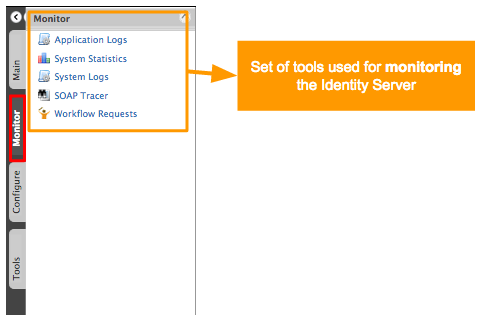 Monitor
Application Logs
System Statistics
System Logs
SOAP Tracer
Workflow Requests
Main
Monitor
Configure
Tools
Set of tools used for monitoring
the Identity Server